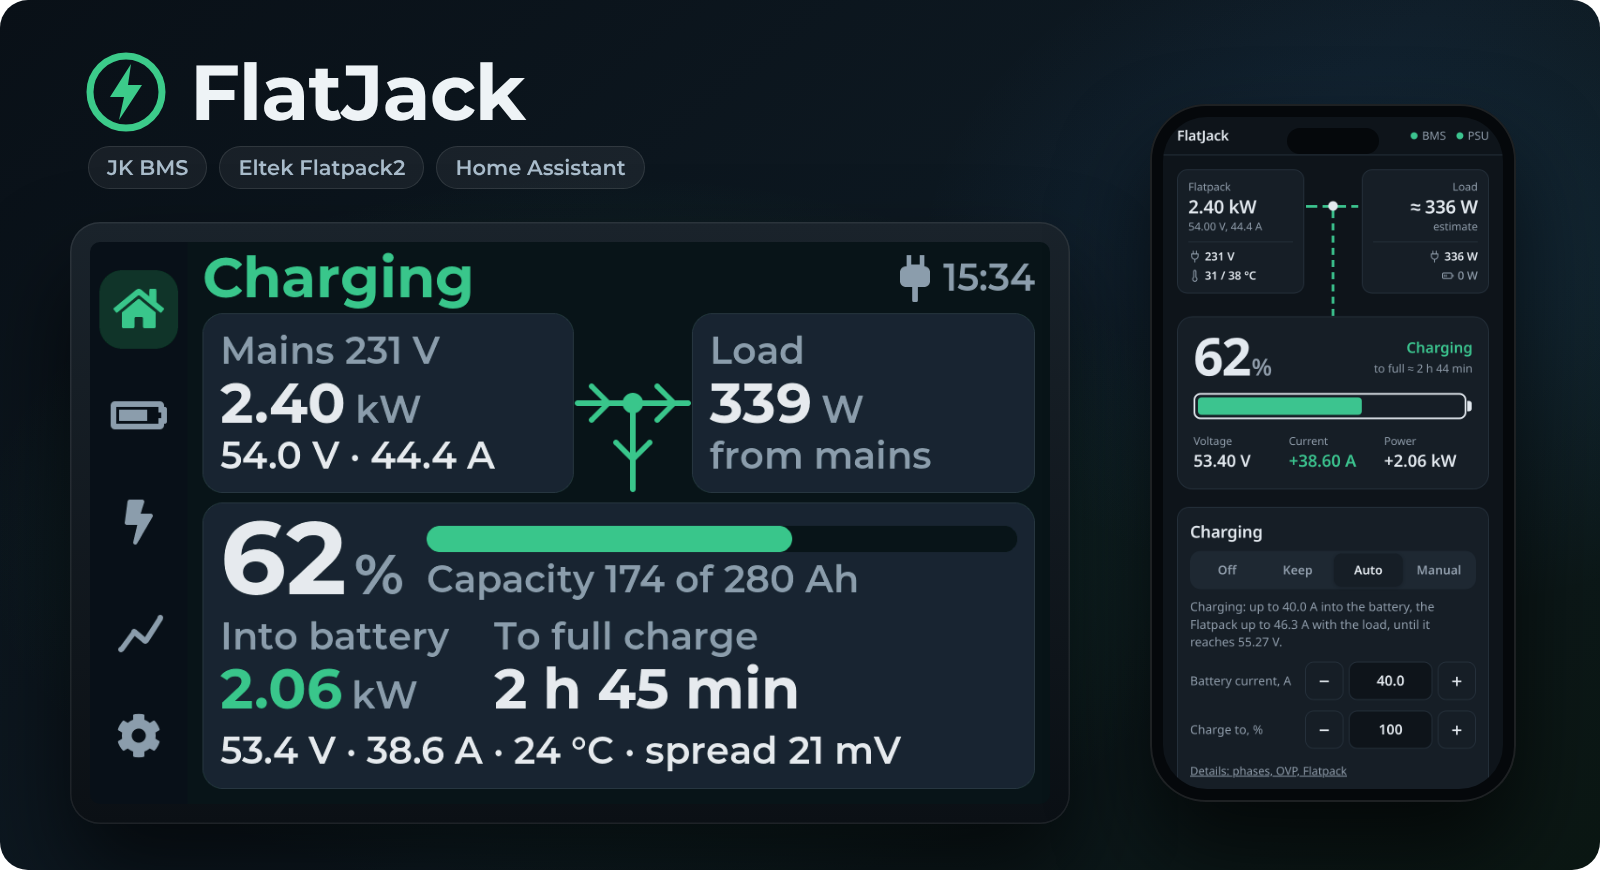 FlatJack
JK BMS
Eltek Flatpack2
Home Assistant
Charging
15:34
Mains 231 V
2.40 kW
54.0 V · 44.4 A
Load
339 W
from mains
62 %
Capacity 174 of 280 Ah
Into battery
2.06 kW
To full charge
2 h 45 min
53.4 V · 38.6 A · 24 °C · spread 21 mV
FlatJack
BMS
PSU
Flatpack
2.40 kW
54.00 V, 44.4 A
231 V
31 / 38 °C
Load
≈ 336 W
estimate
336 W
0 W
62%
Charging
to full ≈ 2 h 44 min
Voltage
53.40 V
Current
+38.60 A
Power
+2.06 kW
Charging
Off
Keep
Auto
Manual
Charging: up to 40.0 A into the battery, the
Flatpack up to 46.3 A with the load, until it
reaches 55.27 V.
Battery current, A
−
40.0
+
Charge to, %
−
100
+
Details: phases, OVP, Flatpack